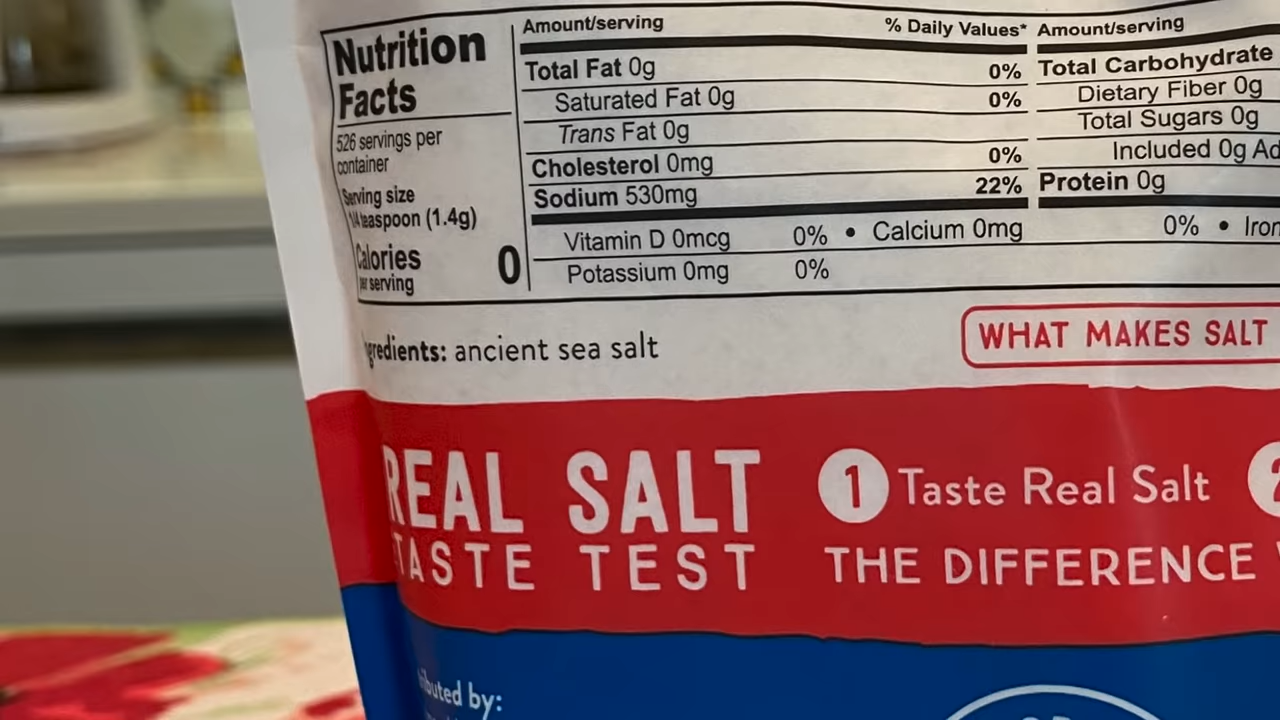 Nutrition
Facts
526 servings per
container
Serving size
1/4 teaspoon (1.4g)
Calories 0
per serving
Amount/serving % Daily Values*
Total Fat 0g 0%
Saturated Fat 0g 0%
Trans Fat 0g
Cholesterol 0mg 0%
Sodium 530mg 22%
Amount/serving
Total Carbohydrate
Dietary Fiber 0g
Total Sugars 0g
Included 0g Ad
Protein 0g
Vitamin D 0mcg 0% • Calcium 0mg 0% • Iron
Potassium 0mg 0%
gredients: ancient sea salt
WHAT MAKES SALT
REAL SALT
TASTE TEST
1 Taste Real Salt 2
THE DIFFERENCE
ibuted by: